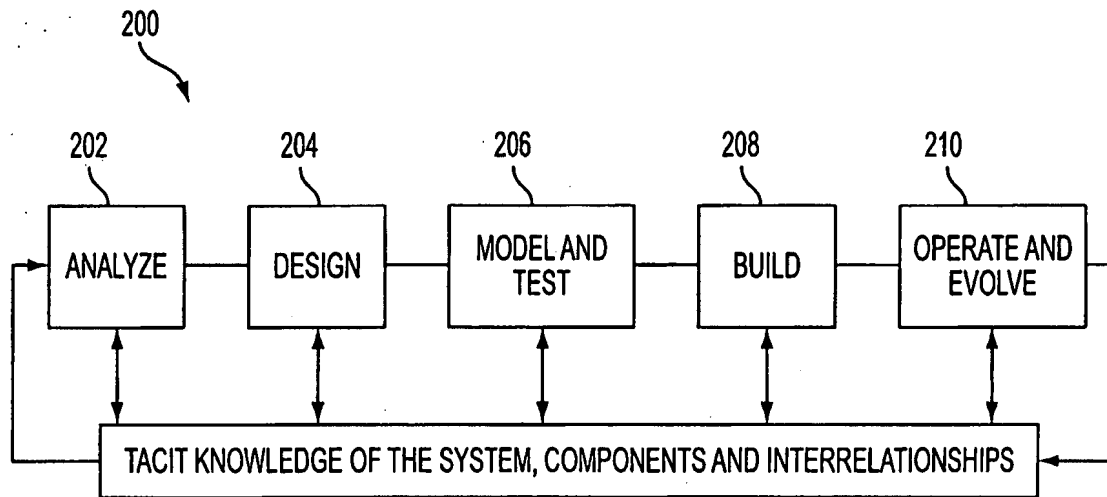 200
202
204
206
208
210
ANALYZE
DESIGN
MODEL AND
TEST
BUILD
OPERATE AND
EVOLVE
TACIT KNOWLEDGE OF THE SYSTEM, COMPONENTS AND INTERRELATIONSHIPS